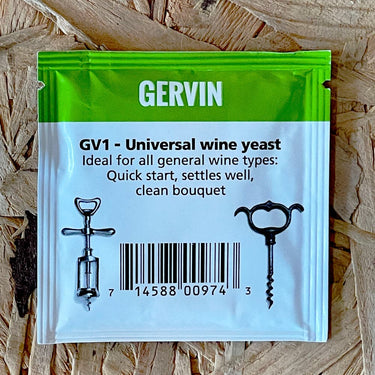 GERVIN
GV1 - Universal wine yeast
Ideal for all general wine types:
Quick start, settles well,
clean bouquet
7 14588 00974 3